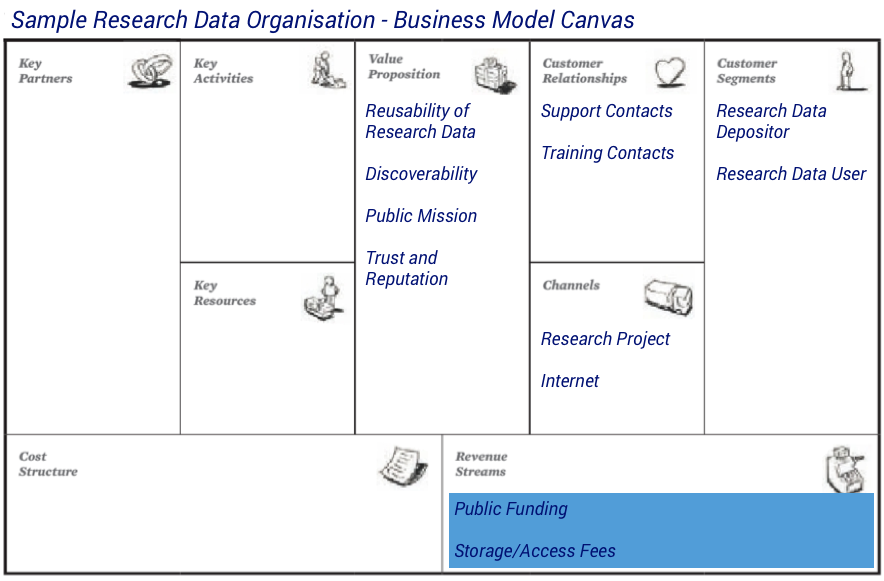 Sample Research Data Organisation - Business Model Canvas
Key
Partners
Key
Activities
Key
Resources
Value
Proposition
Reusability of
Research Data
Discoverability
Public Mission
Trust and
Reputation
Customer
Relationships
Support Contacts
Training Contacts
Channels
Research Project
Internet
Customer
Segments
Research Data
Depositor
Research Data User
Cost
Structure
Revenue
Streams
Public Funding
Storage/Access Fees